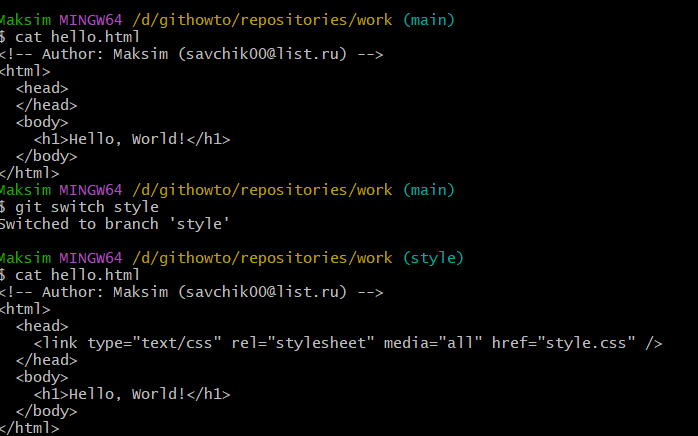 Maksim MINGW64 /d/githowto/repositories/work (main)
$ cat hello.html
<!-- Author: Maksim (savchik00@list.ru) -->
<html>
  <head>
  </head>
  <body>
    <h1>Hello, World!</h1>
  </body>
</html>
Maksim MINGW64 /d/githowto/repositories/work (main)
$ git switch style
Switched to branch 'style'

Maksim MINGW64 /d/githowto/repositories/work (style)
$ cat hello.html
<!-- Author: Maksim (savchik00@list.ru) -->
<html>
  <head>
    <link type="text/css" rel="stylesheet" media="all" href="style.css" />
  </head>
  <body>
    <h1>Hello, World!</h1>
  </body>
</html>